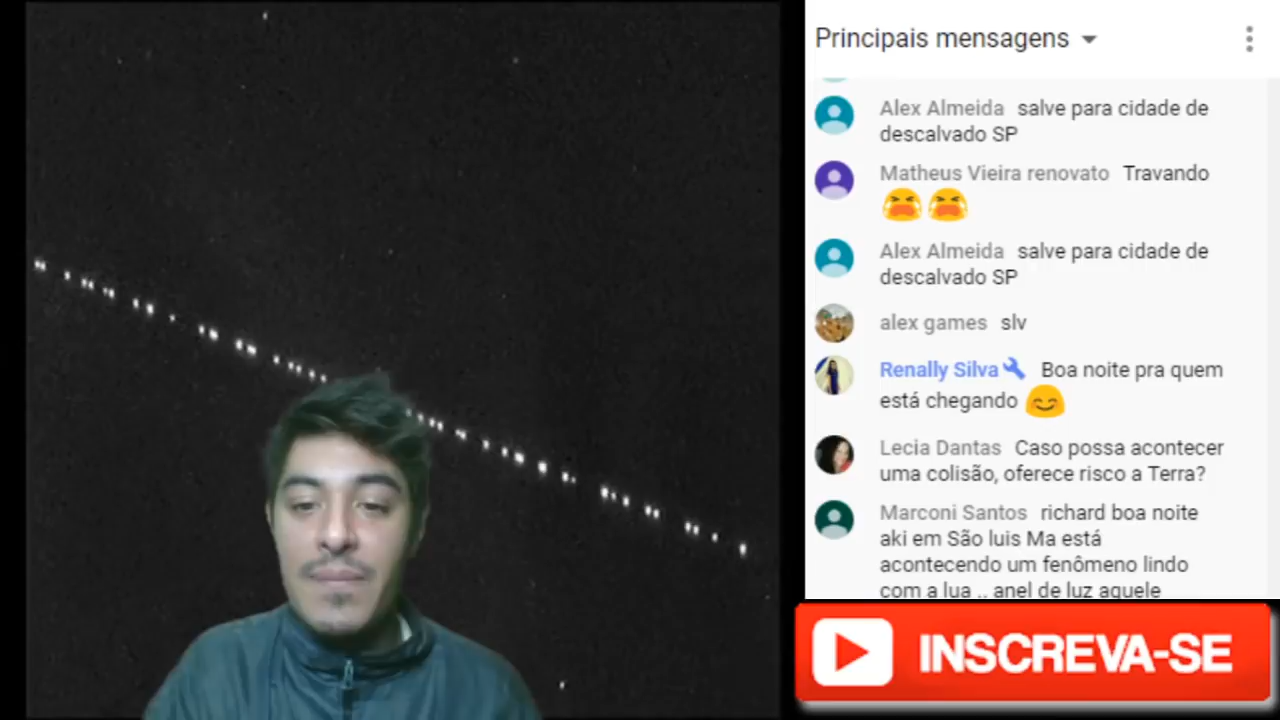 Principais mensagens
Alex Almeida salve para cidade de
descalvado SP
Matheus Vieira renovato Travando
😭😭
Alex Almeida salve para cidade de
descalvado SP
alex games slv
Renally Silva Boa noite pra quem
está chegando 😊
Lecia Dantas Caso possa acontecer
uma colisão, oferece risco a Terra?
Marconi Santos richard boa noite
aki em São luis Ma está
acontecendo um fenômeno lindo
com a lua .. anel de luz aquele
INSCREVA-SE